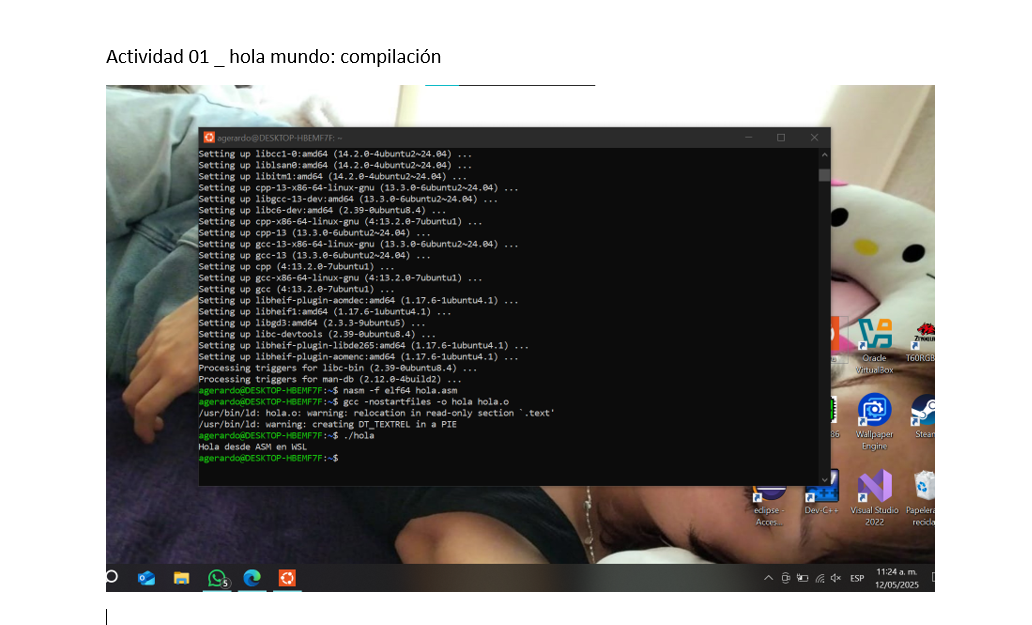 Actividad 01 _ hola mundo: compilación
agerardo@DESKTOP-HBEMF7F: ~
Setting up libcc1-0:amd64 (14.2.0-4ubuntu2~24.04) ...
Setting up liblsan0:amd64 (14.2.0-4ubuntu2~24.04) ...
Setting up libitm1:amd64 (14.2.0-4ubuntu2~24.04) ...
Setting up cpp-13-x86-64-linux-gnu (13.3.0-6ubuntu2~24.04) ...
Setting up libgcc-13-dev:amd64 (13.3.0-6ubuntu2~24.04) ...
Setting up libc6-dev:amd64 (2.39-0ubuntu8.4) ...
Setting up cpp-x86-64-linux-gnu (4:13.2.0-7ubuntu1) ...
Setting up cpp-13 (13.3.0-6ubuntu2~24.04) ...
Setting up gcc-13-x86-64-linux-gnu (13.3.0-6ubuntu2~24.04) ...
Setting up gcc-13 (13.3.0-6ubuntu2~24.04) ...
Setting up cpp (4:13.2.0-7ubuntu1) ...
Setting up gcc-x86-64-linux-gnu (4:13.2.0-7ubuntu1) ...
Setting up gcc (4:13.2.0-7ubuntu1) ...
Setting up libheif-plugin-aomdec:amd64 (1.17.6-1ubuntu4.1) ...
Setting up libheif1:amd64 (1.17.6-1ubuntu4.1) ...
Setting up libgd3:amd64 (2.3.3-9ubuntu5) ...
Setting up libc-devtools (2.39-0ubuntu8.4) ...
Setting up libheif-plugin-libde265:amd64 (1.17.6-1ubuntu4.1) ...
Setting up libheif-plugin-aomenc:amd64 (1.17.6-1ubuntu4.1) ...
Processing triggers for libc-bin (2.39-0ubuntu8.4) ...
Processing triggers for man-db (2.12.0-4build2) ...
agerardo@DESKTOP-HBEMF7F:~$ nasm -f elf64 hola.asm
agerardo@DESKTOP-HBEMF7F:~$ gcc -nostartfiles -o hola hola.o
/usr/bin/ld: hola.o: warning: relocation in read-only section `.text'
/usr/bin/ld: warning: creating DT_TEXTREL in a PIE
agerardo@DESKTOP-HBEMF7F:~$ ./hola
Hola desde ASM en WSL
agerardo@DESKTOP-HBEMF7F:~$
Oracle
VirtualBox
T60RGB
Wallpaper
Engine
Steam
eclipse -
Acces...
Dev-C++
Visual Studio
2022
Papelera
recicla
5
ESP
11:24 a. m.
12/05/2025